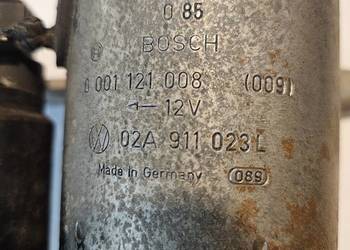 0 85
BOSCH
0 001 121 008 (009)
12V
02A 911 023 L
Made in Germany 089